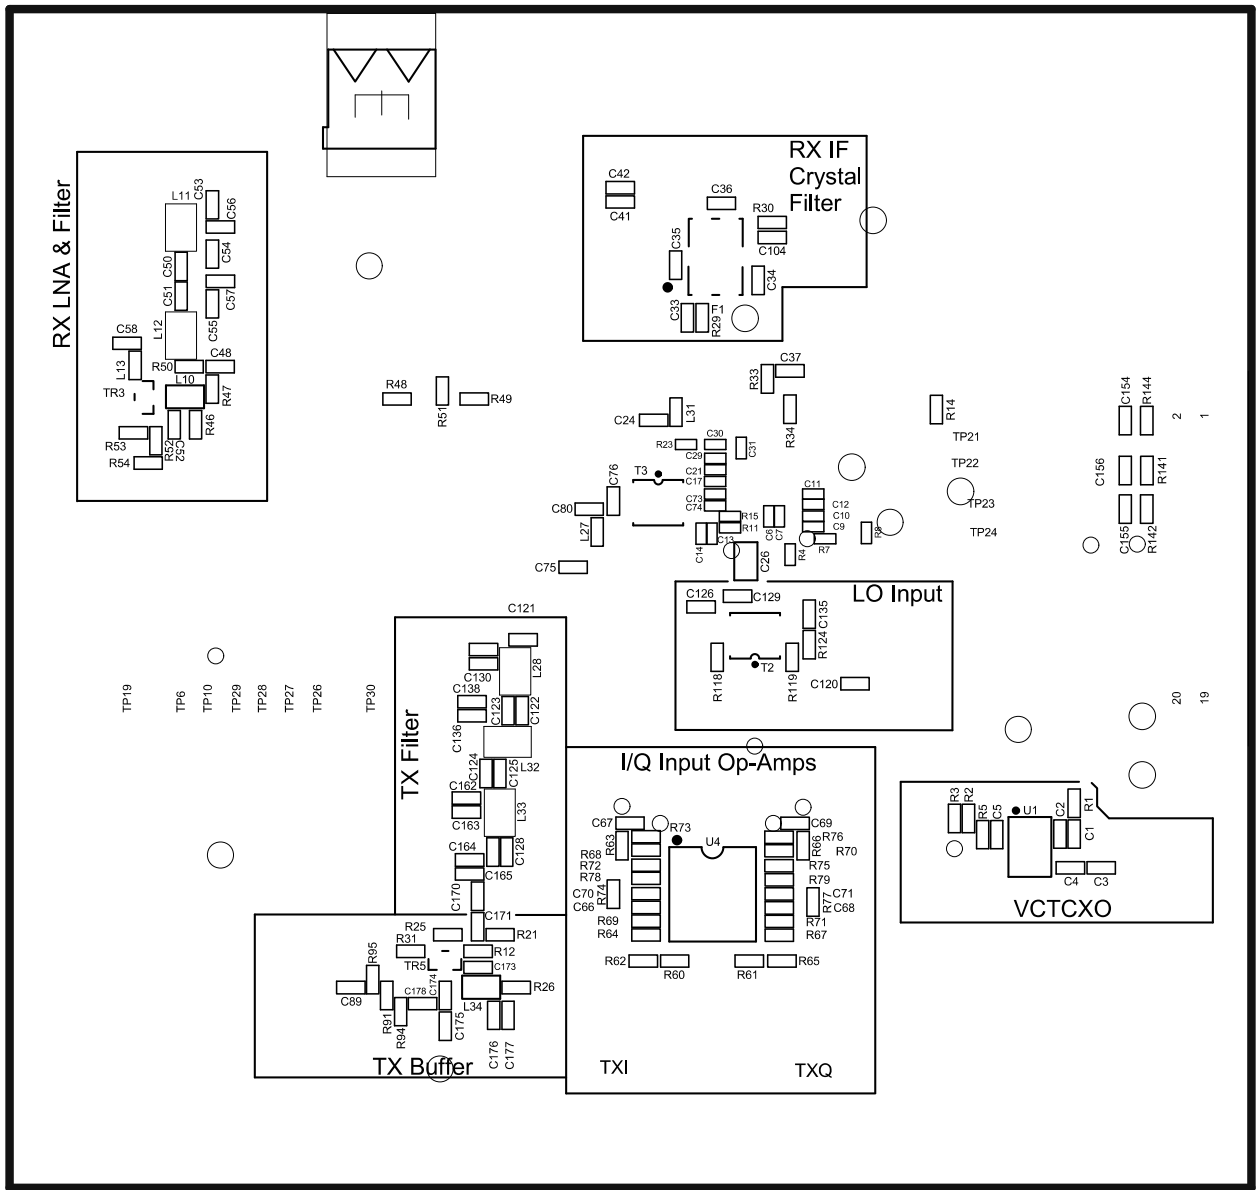 RX LNA & Filter
C53
L11
C56
C54
C50
C57
C51
C55
L12
C58
L13
R50
C48
L10
R47
TR3
R46
R53
R52
C52
R54
RX IF
Crystal
Filter
C42
C41
C36
R30
C104
C35
C34
C33
R29
F1
R48
R51
R49
C37
R33
R34
C24
L31
R14
R23
C30
C31
C29
C21
C17
C73
C74
T3
C76
C80
L27
C75
R15
R11
C14
C13
C6
C7
C11
C12
C10
C9
R7
R4
R8
C26
TP21
TP22
TP23
TP24
C154
R144
2
1
C156
R141
C155
R142
20
19
LO Input
C126
C129
C135
R124
R118
T2
R119
C120
TP19
TP6
TP10
TP29
TP28
TP27
TP26
TP30
TX Filter
C121
C130
L28
C138
C123
C122
C136
L32
C124
C125
C162
C163
L33
C164
C128
C165
C170
C171
I/Q Input Op-Amps
C67
R73
U4
C69
R76
R63
R66
R68
R70
R72
R75
R78
R79
R74
C70
C71
R77
C66
C68
R69
R71
R64
R67
R62
R60
R61
R65
TXI
TXQ
VCTCXO
R3
R2
R5
C5
U1
C2
R1
C1
C4
C3
TX Buffer
R25
R21
R31
R12
TR5
C173
R95
C174
C89
C178
L34
R26
R91
R94
C175
C176
C177